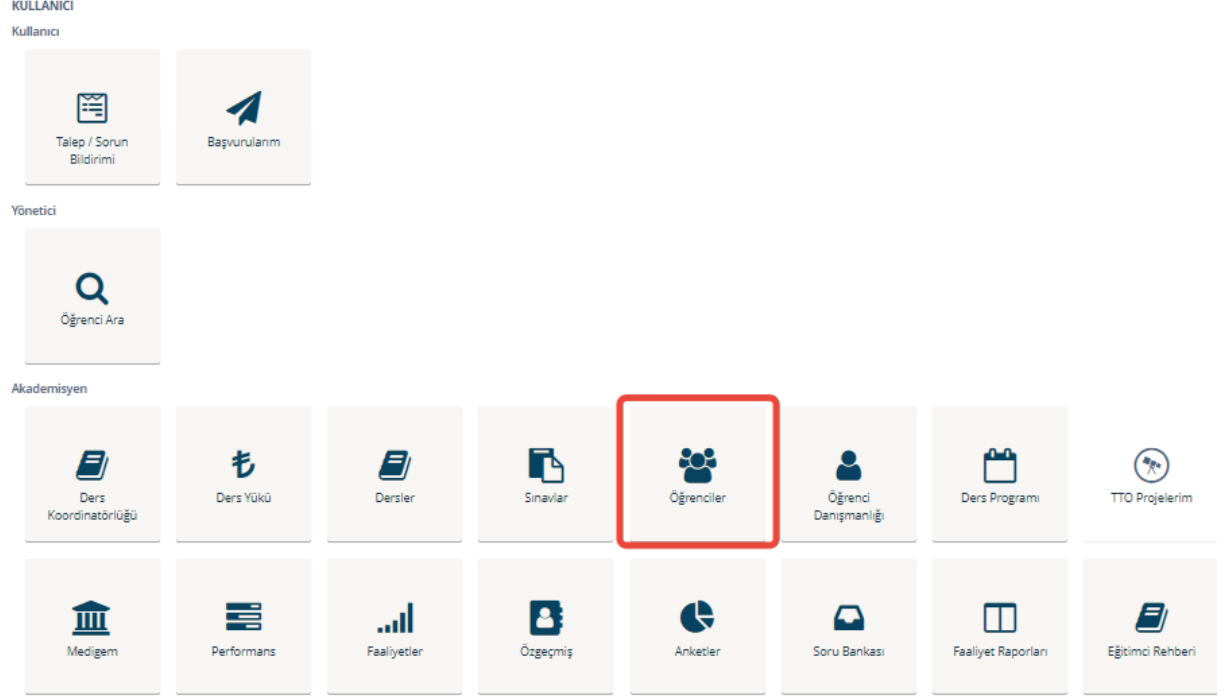 KULLANICI
Kullanıcı
Talep / Sorun
Bildirimi
Başvurularım
Yönetici
Öğrenci Ara
Akademisyen
Ders
Koordinatörlüğü
Ders Yükü
Dersler
Sınavlar
Öğrenciler
Öğrenci
Danışmanlığı
Ders Programı
TTO Projelerim
Medigem
Performans
Faaliyetler
Özgeçmiş
Anketler
Soru Bankası
Faaliyet Raporları
Eğitimci Rehberi